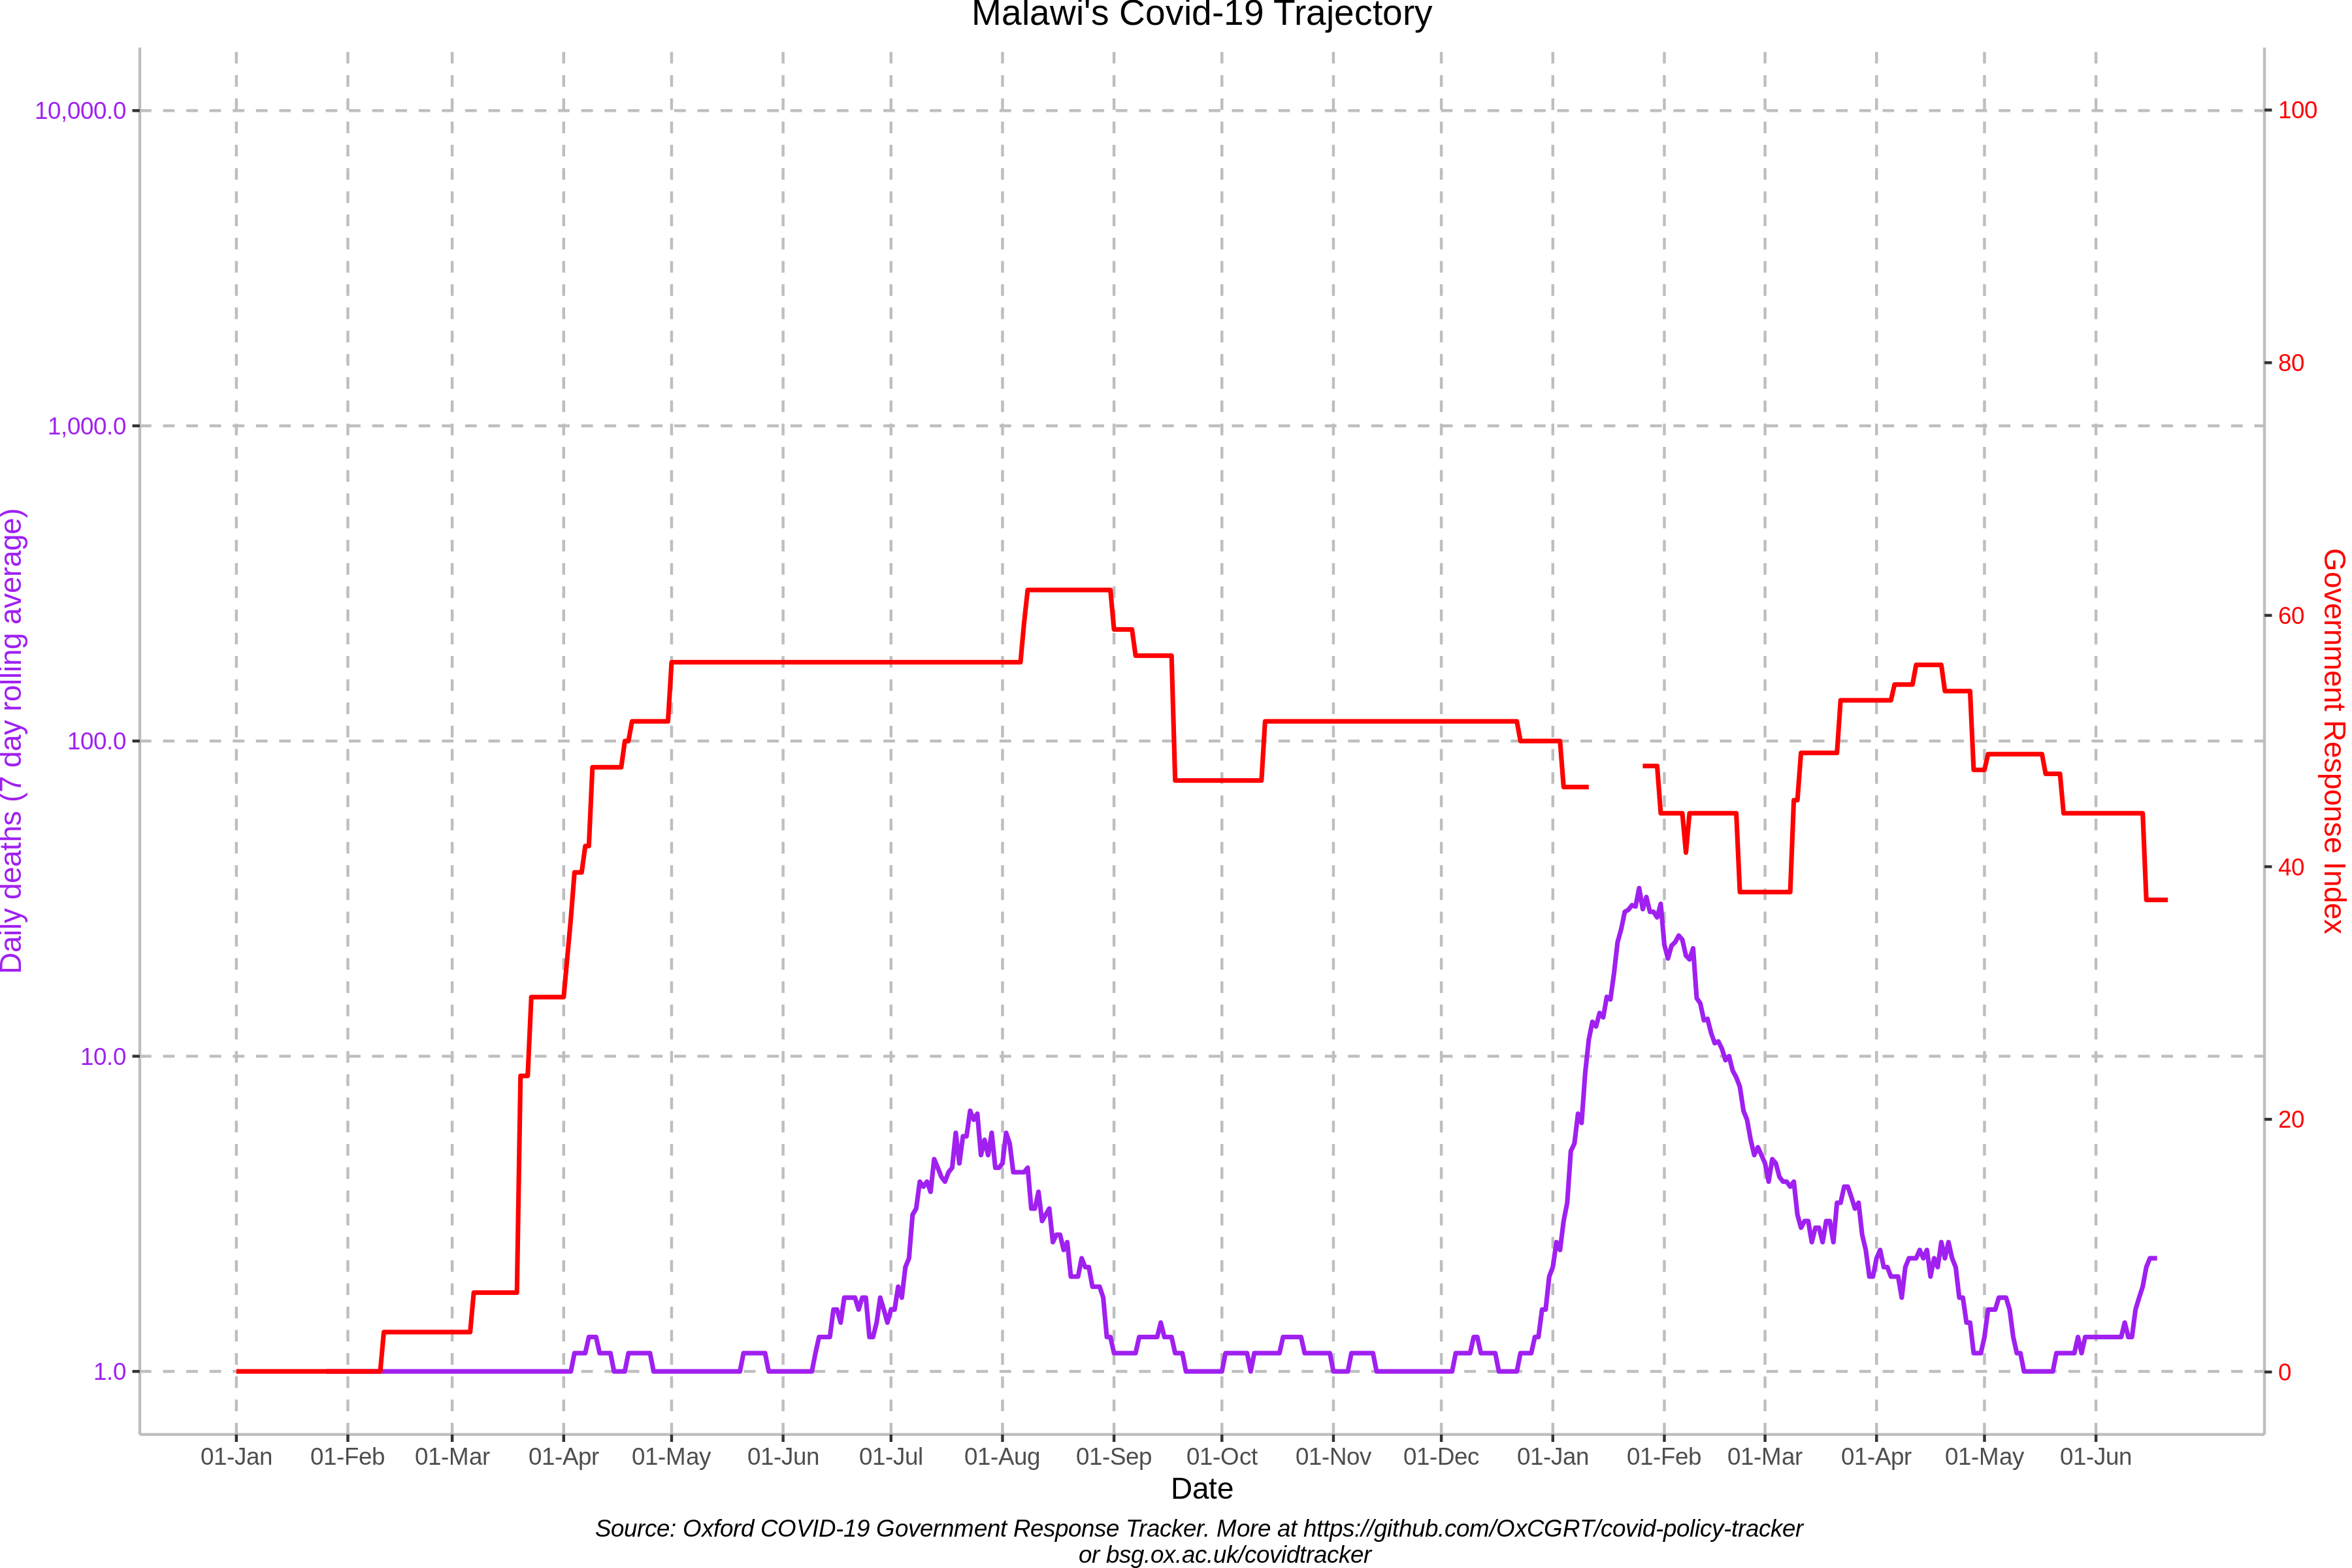 Malawi's Covid-19 Trajectory
10,000.0
1,000.0
100.0
10.0
1.0
Daily deaths (7 day rolling average)
100
80
60
40
20
0
Government Response Index
01-Jan 01-Feb 01-Mar 01-Apr 01-May 01-Jun 01-Jul 01-Aug 01-Sep 01-Oct 01-Nov 01-Dec 01-Jan 01-Feb 01-Mar 01-Apr 01-May 01-Jun
Date
Source: Oxford COVID-19 Government Response Tracker. More at https://github.com/OxCGRT/covid-policy-tracker
or bsg.ox.ac.uk/covidtracker